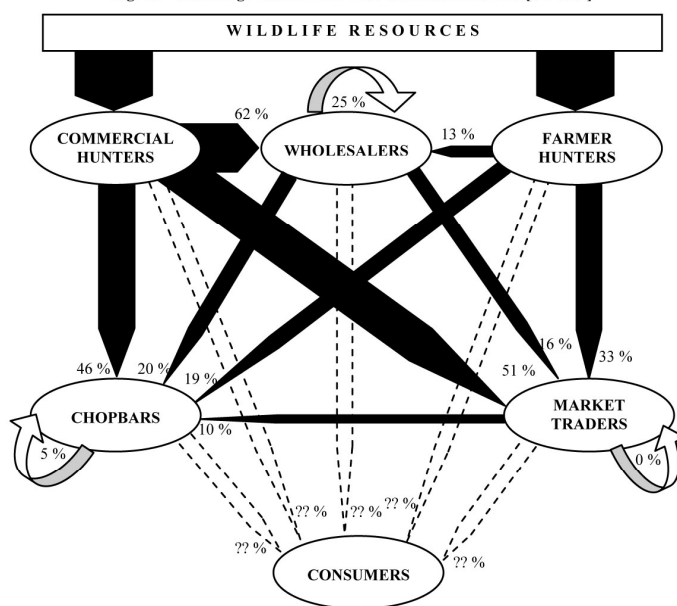 WILDLIFE RESOURCES
62 %
25 %
13 %
COMMERCIAL
HUNTERS
WHOLESALERS
FARMER
HUNTERS
46 %
20 %
19 %
51 %
16 %
33 %
CHOPBARS
MARKET
TRADERS
10 %
5 %
0 %
?? %
?? %
?? %
?? %
?? %
CONSUMERS